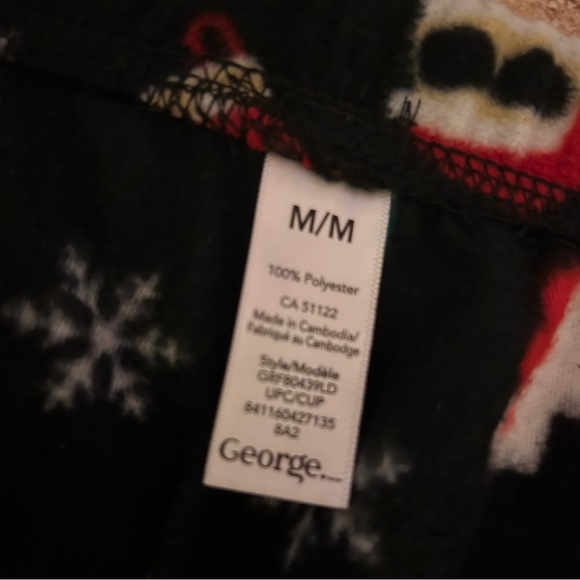 M/M
100% Polyester
CA 51122
Made in Cambodia/
Fabriqué au Cambodge
Style/Modèle
GRF80439LD
UPC/CUP
841160427135
8A2
George.